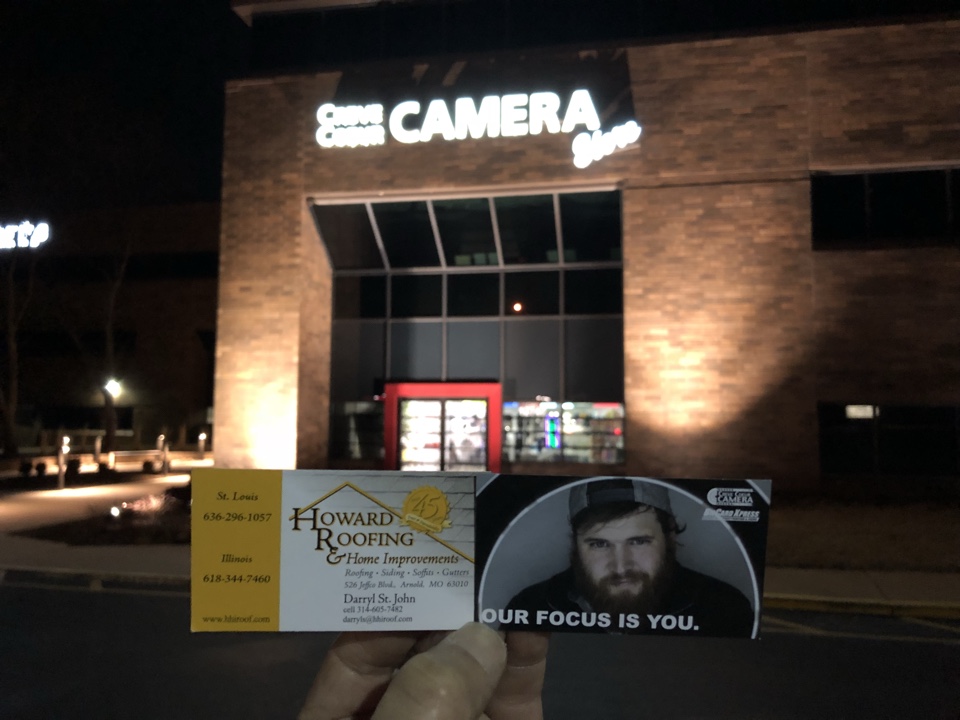 CREVE
COEUR
CAMERA
Store
St. Louis
636-296-1057
Illinois
618-344-7460
www.hhiroof.com
45
HOWARD
ROOFING
& Home Improvements
Roofing - Siding - Soffits - Gutters
526 Jeffco Blvd., Arnold, MO 63010
Darryl St. John
cell 314-605-7482
darryls@hhiroof.com
CAMERA
OUR FOCUS IS YOU.